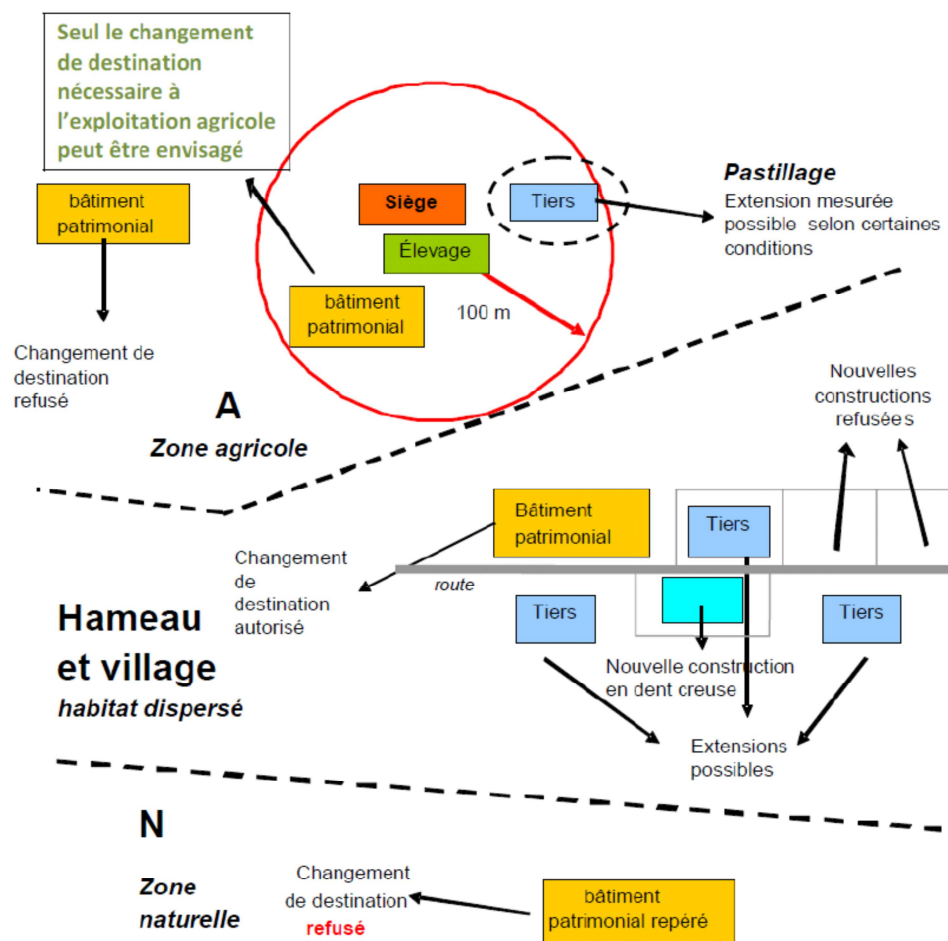 Seul le changement
de destination
nécessaire à
l'exploitation agricole
peut être envisagé
bâtiment
patrimonial
Siège
Tiers
Élevage
bâtiment
patrimonial
100 m
Pastillage
Extension mesurée
possible selon certaines
conditions
Changement de
destination
refusé
A
Zone agricole
Nouvelles
constructions
refusées
Bâtiment
patrimonial
Tiers
Changement
de
destination
autorisé
route
Tiers
Tiers
Hameau
et village
habitat dispersé
Nouvelle construction
en dent creuse
Extensions
possibles
N
Zone
naturelle
Changement
de destination
refusé
bâtiment
patrimonial repéré